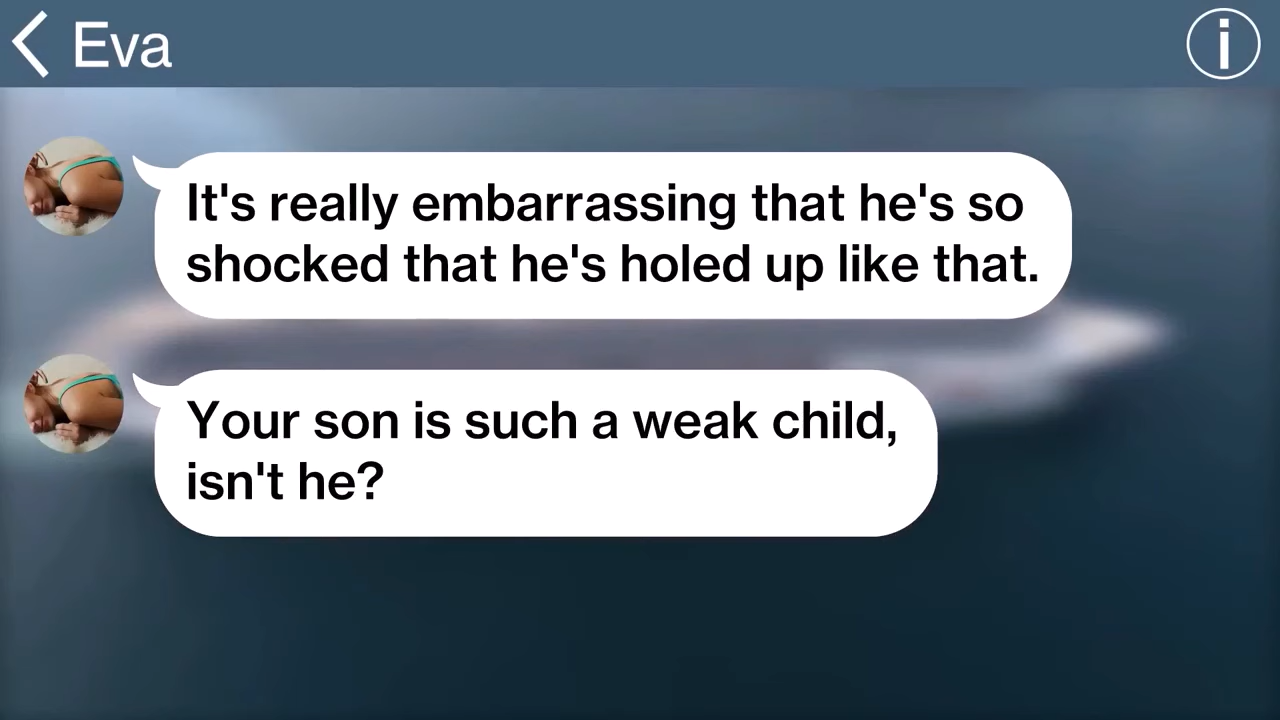 Eva
It's really embarrassing that he's so
shocked that he's holed up like that.
Your son is such a weak child,
isn't he?